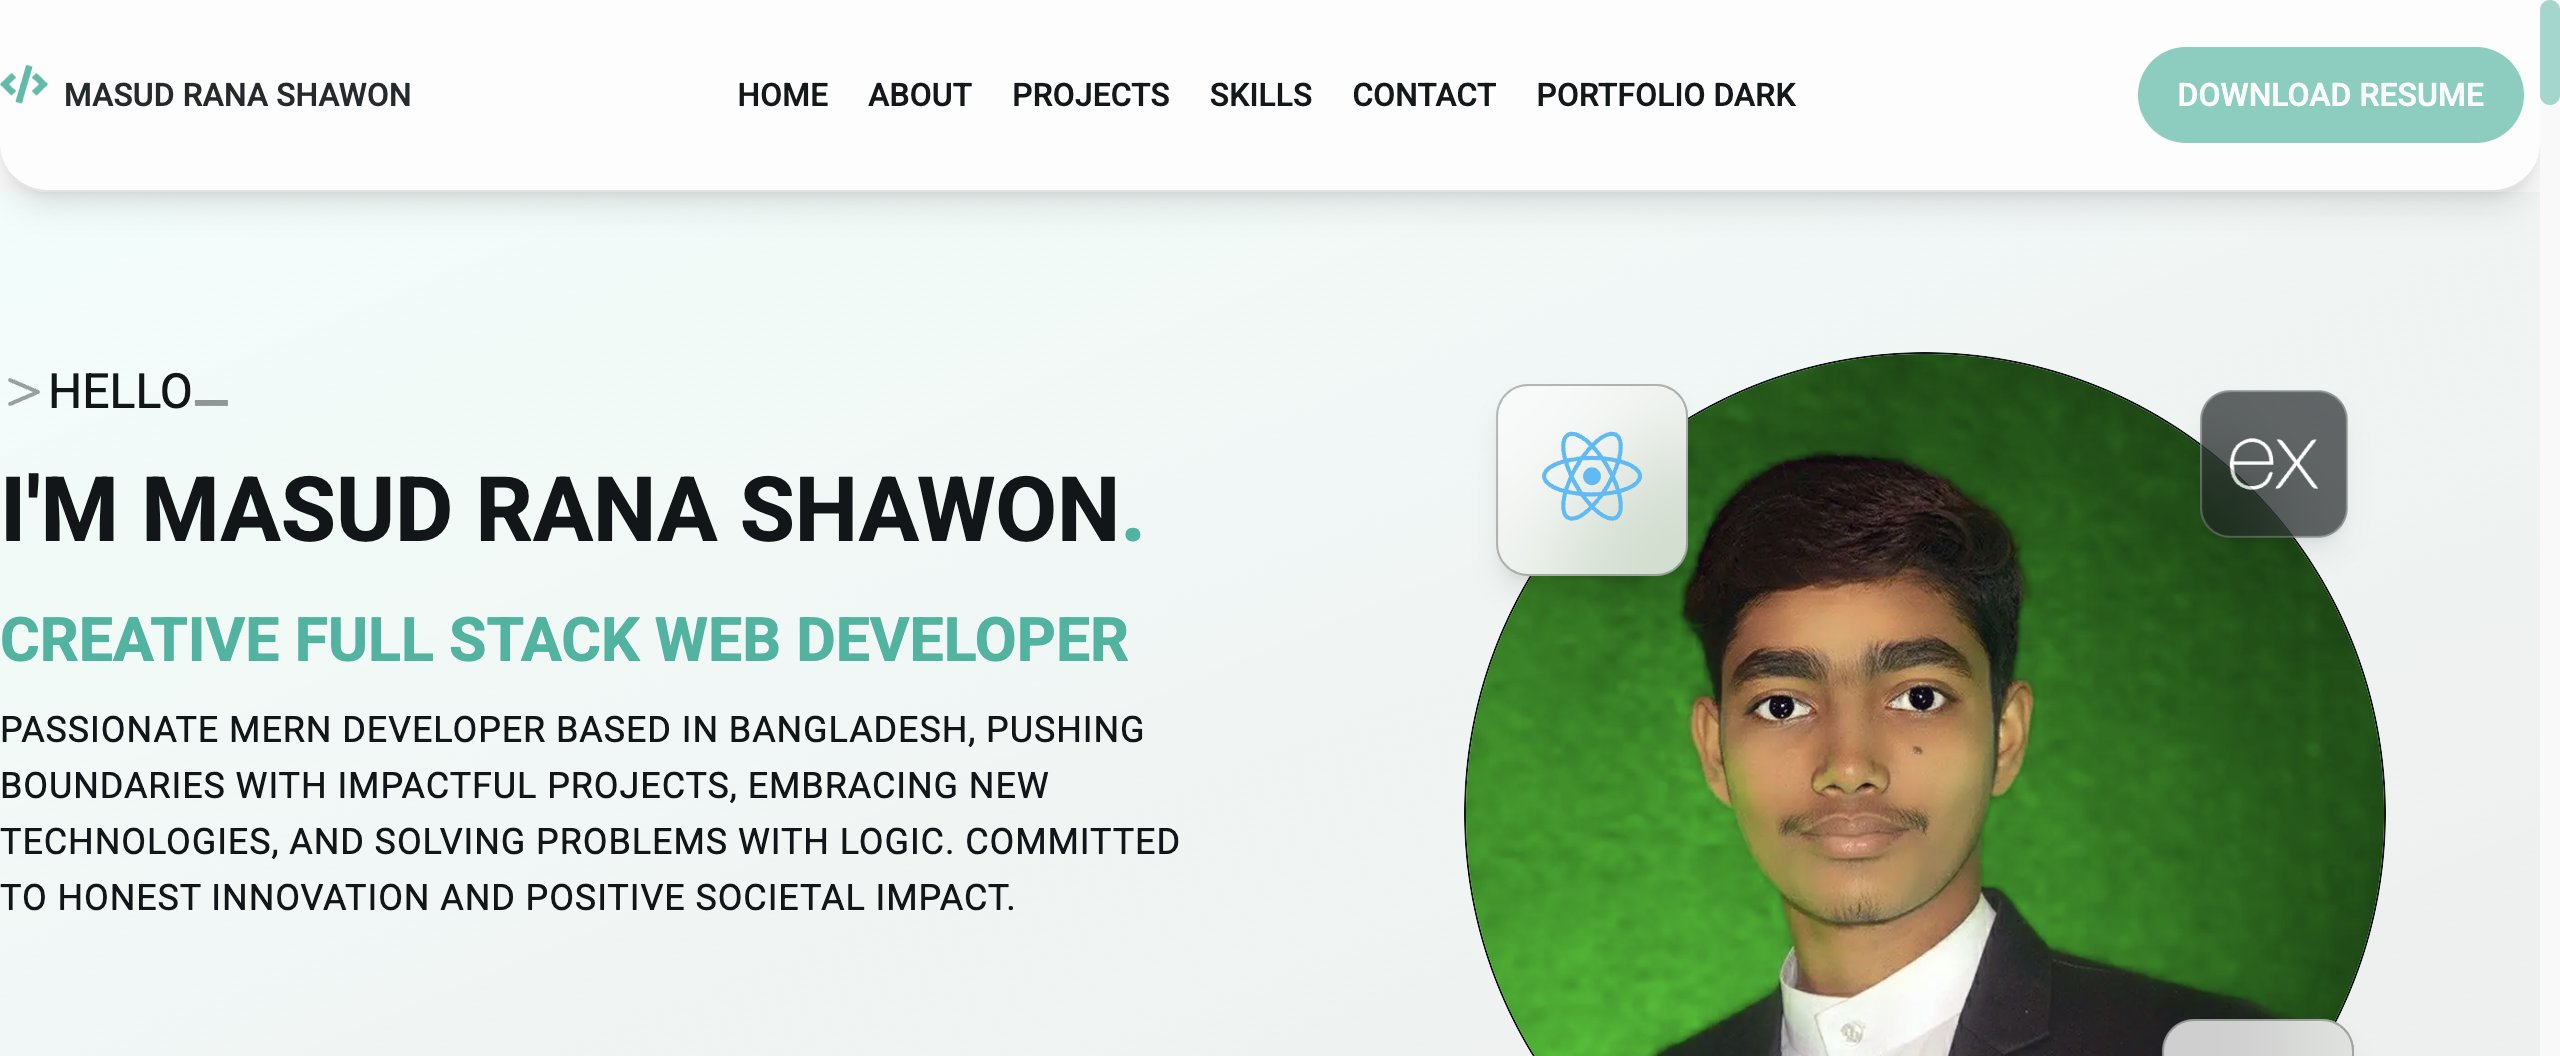 MASUD RANA SHAWON
HOME ABOUT PROJECTS SKILLS CONTACT PORTFOLIO DARK
DOWNLOAD RESUME
>HELLO_
I'M MASUD RANA SHAWON.
CREATIVE FULL STACK WEB DEVELOPER
PASSIONATE MERN DEVELOPER BASED IN BANGLADESH, PUSHING
BOUNDARIES WITH IMPACTFUL PROJECTS, EMBRACING NEW
TECHNOLOGIES, AND SOLVING PROBLEMS WITH LOGIC. COMMITTED
TO HONEST INNOVATION AND POSITIVE SOCIETAL IMPACT.
ex